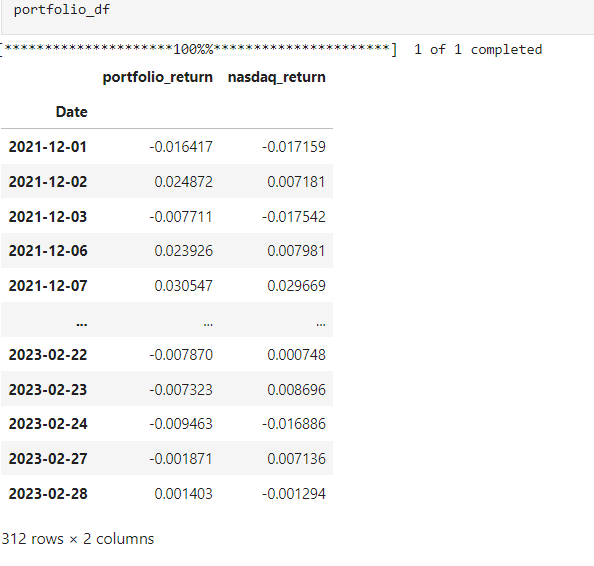 portfolio_df
[*********************100%%**********************]  1 of 1 completed
portfolio_return nasdaq_return
Date
2021-12-01 -0.016417 -0.017159
2021-12-02 0.024872 0.007181
2021-12-03 -0.007711 -0.017542
2021-12-06 0.023926 0.007981
2021-12-07 0.030547 0.029669
... ... ...
2023-02-22 -0.007870 0.000748
2023-02-23 -0.007323 0.008696
2023-02-24 -0.009463 -0.016886
2023-02-27 -0.001871 0.007136
2023-02-28 0.001403 -0.001294
312 rows × 2 columns